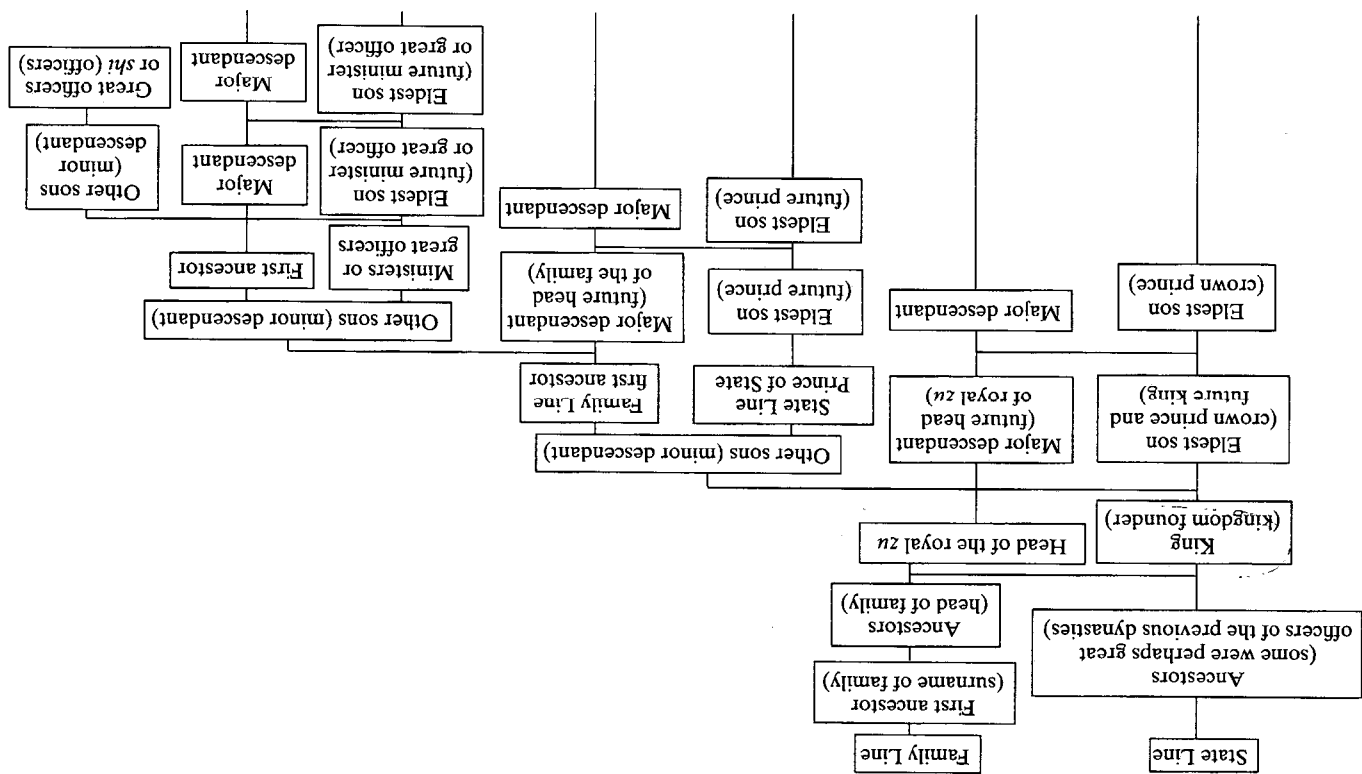 State Line
Family Line
Ancestors
(some were perhaps great
officers of the previous dynasties)
First ancestor
(surname of family)
Ancestors
(head of family)
King
(kingdom founder)
Head of the royal zu
Eldest son
(crown prince and
future king)
Major descendant
(future head
of royal zu)
Other sons (minor descendant)
State Line
Prince of State
Family Line
first ancestor
Eldest son
(crown prince)
Major descendant
Eldest son
(future prince)
Major descendant
(future head
of the family)
Other sons (minor descendant)
Ministers or
great officers
First ancestor
Eldest son
(future prince)
Major descendant
Eldest son
(future minister
or great officer)
Major
descendant
Other sons
(minor
descendant)
Eldest son
(future minister
or great officer)
Major
descendant
Great officers
or shi (officers)